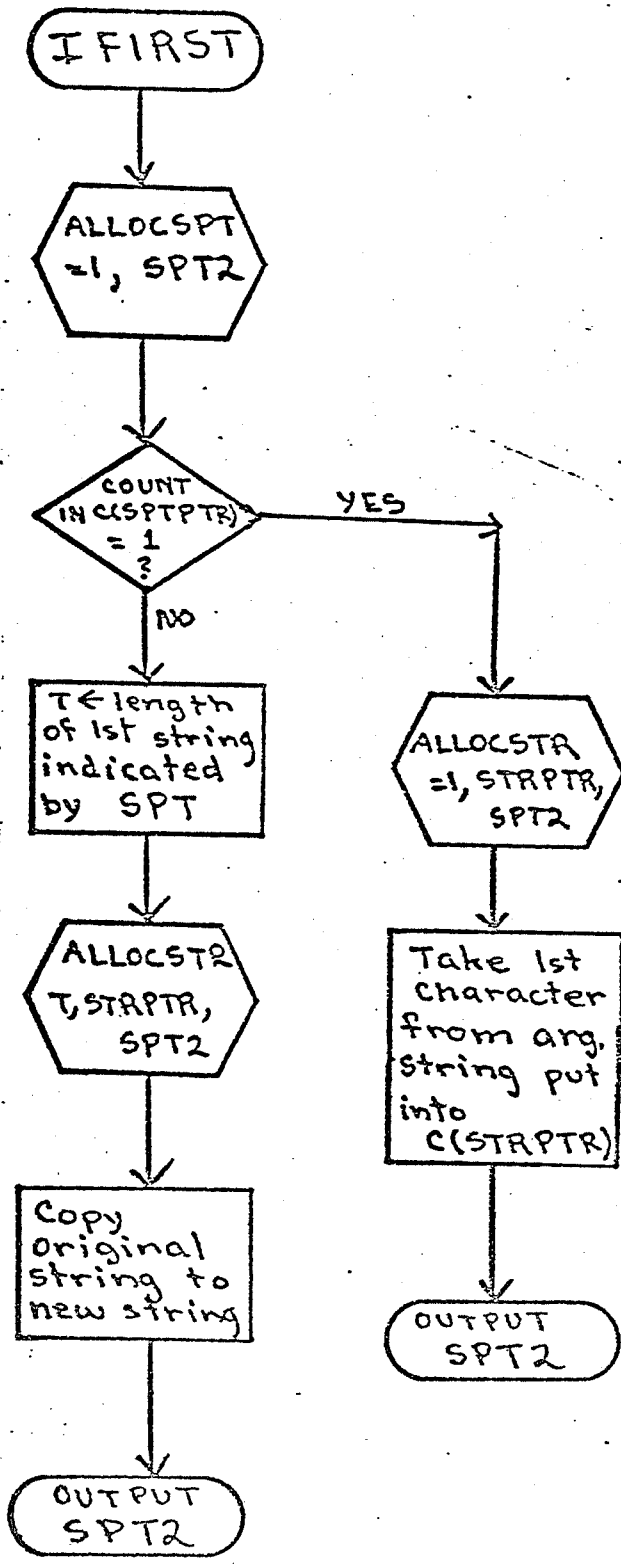 IFIRST
ALLOCSPT
=1, SPT2
COUNT
IN C(SPTPTR)
= 1
?
YES
NO
T ← length
of 1st string
indicated
by SPT
ALLOCST2
T, STRPTR,
SPT2
Copy
original
string to
new string
OUTPUT
SPT2
ALLOCSTR
=1, STRPTR,
SPT2
Take 1st
character
from arg.
string put
into
C(STRPTR)
OUTPUT
SPT2